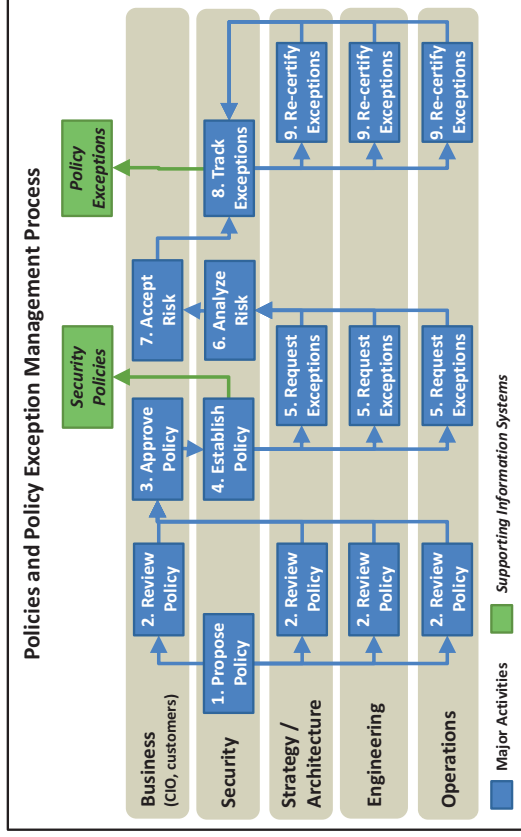 Policies and Policy Exception Management Process
Security
Policies
Policy
Exceptions
Business
(CIO, customers)
2. Review
Policy
3. Approve
Policy
7. Accept
Risk
Security
1. Propose
Policy
4. Establish
Policy
6. Analyze
Risk
8. Track
Exceptions
Strategy /
Architecture
2. Review
Policy
5. Request
Exceptions
9. Re-certify
Exceptions
Engineering
2. Review
Policy
5. Request
Exceptions
9. Re-certify
Exceptions
Operations
2. Review
Policy
5. Request
Exceptions
9. Re-certify
Exceptions
Major Activities
Supporting Information Systems